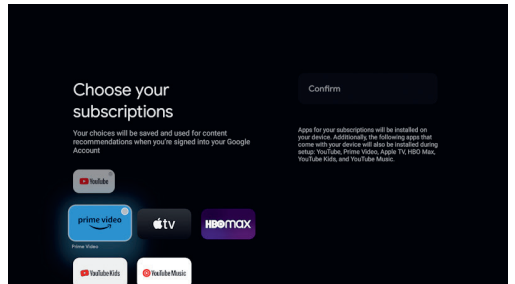 Choose your
subscriptions
Your choices will be saved and used for content
recommendations when you're signed into your Google
Account
YouTube
prime video
tv
HBOmax
Prime Video
YouTube Kids
YouTube Music
Confirm
Apps for your subscriptions will be installed on
your device. Additionally, the following apps that
come with your device will also be installed during
setup: YouTube, Prime Video, Apple TV, HBO Max,
YouTube Kids, and YouTube Music.